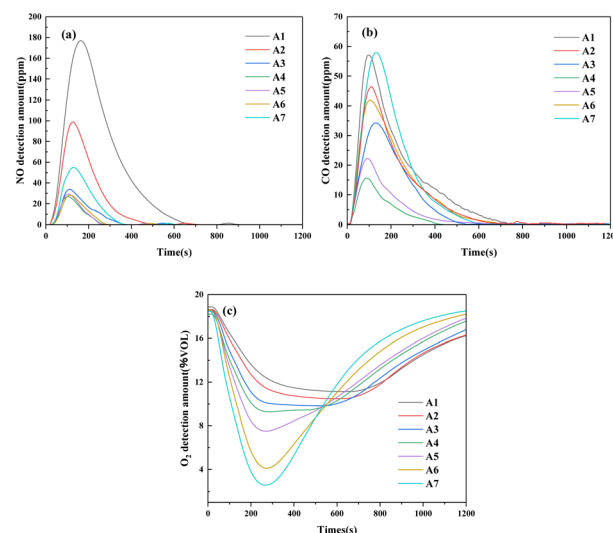 (a)
A1
A2
A3
A4
A5
A6
A7
NO detection amount(ppm)
200
180
160
140
120
100
80
60
40
20
0
0 200 400 600 800 1000 1200
Time(s)
(b)
A1
A2
A3
A4
A5
A6
A7
CO detection amount(ppm)
70
60
50
40
30
20
10
0
0 200 400 600 800 1000 1200
Time(s)
(c)
A1
A2
A3
A4
A5
A6
A7
O2 detection amount(%VOL)
20
16
12
8
4
0 200 400 600 800 1000 1200
Times(s)